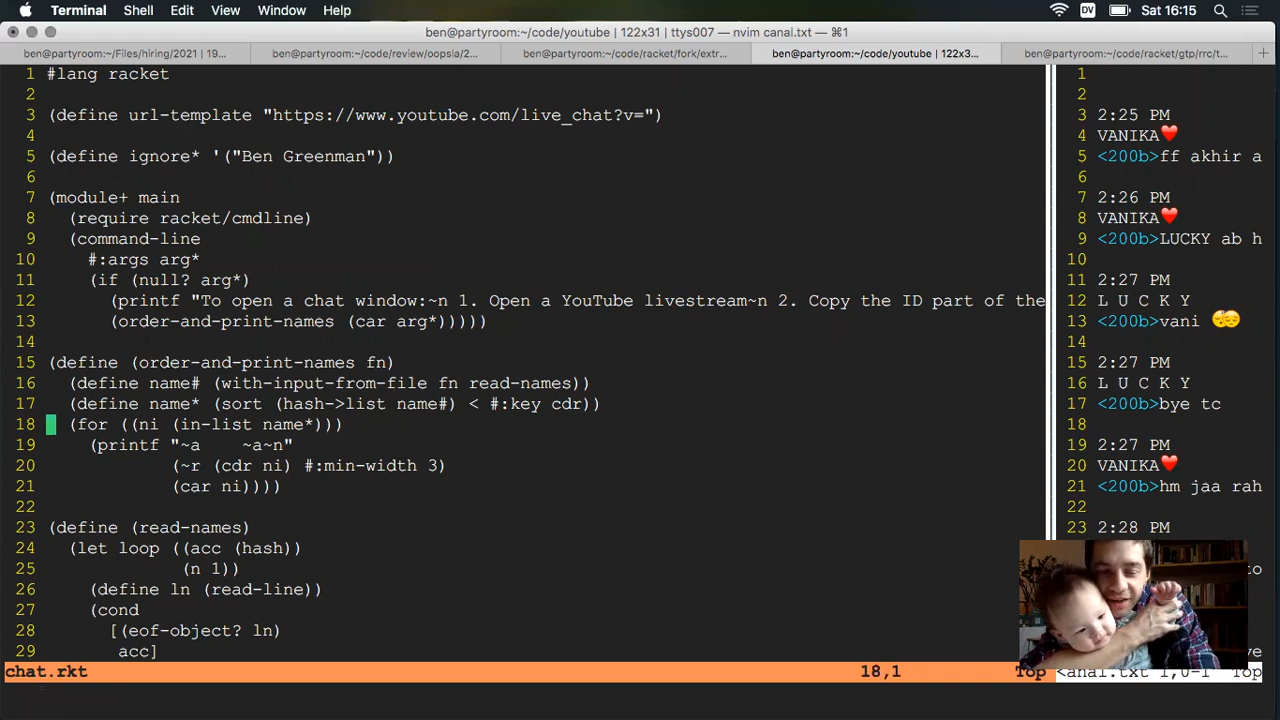 Terminal Shell Edit View Window Help DV Sat 16:15
ben@partyroom:~/code/youtube | 122x31 | ttys007 — nvim canal.txt — ⌘1
ben@partyroom:~/Files/hiring/2021 | 19... ben@partyroom:~/code/review/oopsia/2... ben@partyroom:~/code/racket/fork/extr... ben@partyroom:~/code/youtube | 122x3... ben@partyroom:~/code/racket/gtp/rrc/t...
1 #lang racket
2
3 (define url-template "https://www.youtube.com/live_chat?v=")
4
5 (define ignore* '("Ben Greenman"))
6
7 (module+ main
8 (require racket/cmdline)
9 (command-line
10 #:args arg*
11 (if (null? arg*)
12 (printf "To open a chat window:~n 1. Open a YouTube livestream~n 2. Copy the ID part of the
13 (order-and-print-names (car arg*)))))
14
15 (define (order-and-print-names fn)
16 (define name# (with-input-from-file fn read-names))
17 (define name* (sort (hash->list name#) < #:key cdr))
18 (for ((ni (in-list name*)))
19 (printf "~a ~a~n"
20 (~r (cdr ni) #:min-width 3)
21 (car ni))))
22
23 (define (read-names)
24 (let loop ((acc (hash))
25 (n 1))
26 (define ln (read-line))
27 (cond
28 [(eof-object? ln)
29 acc]
chat.rkt 18,1 Top
1
2
3 2:25 PM
4 VANIKA❤️
5 <200b>ff akhir a
6
7 2:26 PM
8 VANIKA❤️
9 <200b>LUCKY ab h
10
11 2:27 PM
12 L U C K Y
13 <200b>vani 😴😔
14
15 2:27 PM
16 L U C K Y
17 <200b>bye tc
18
19 2:27 PM
20 VANIKA❤️
21 <200b>hm jaa rah
22
23 2:28 PM
<anal.txt 1,0-1 Top